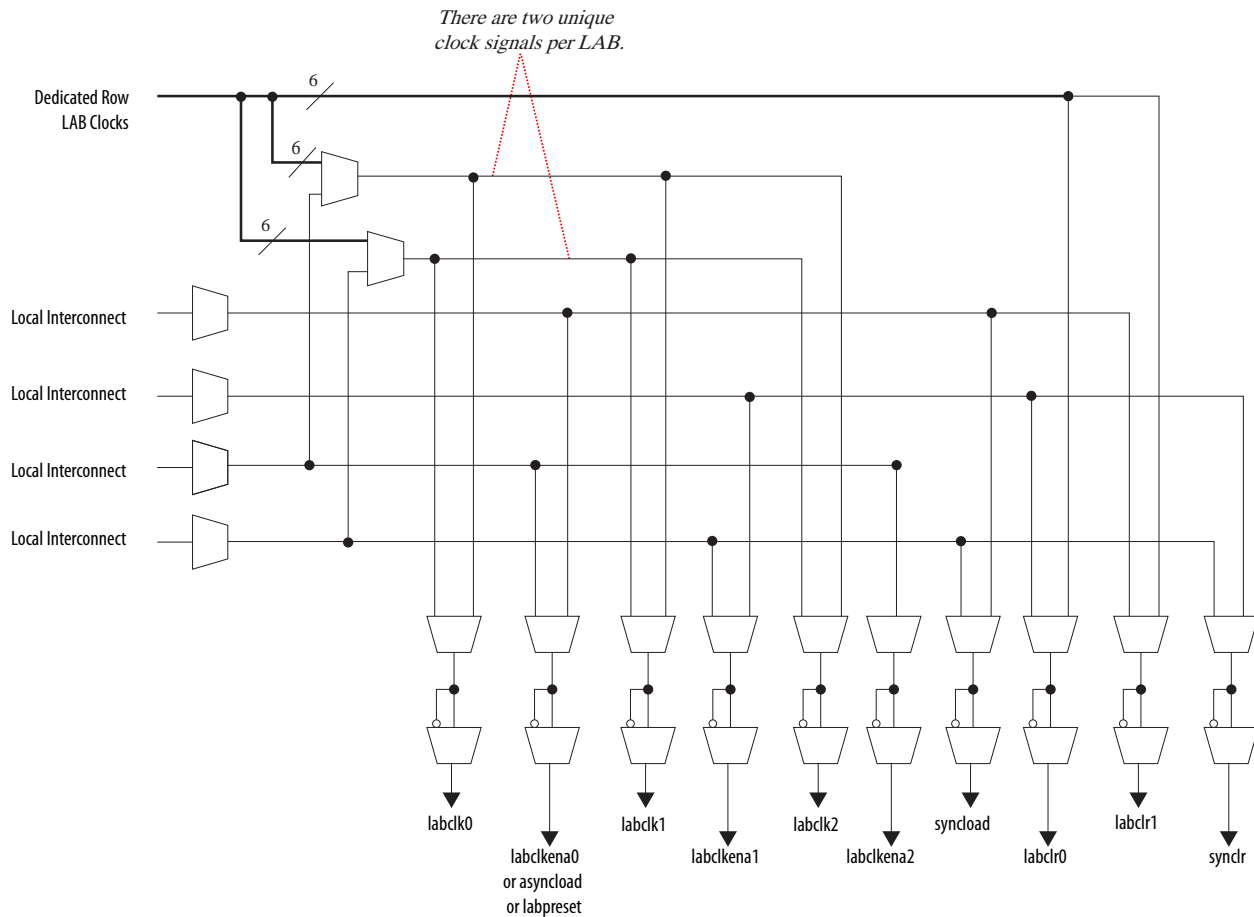 There are two unique
clock signals per LAB.
6
Dedicated Row
LAB Clocks
6
6
Local Interconnect
Local Interconnect
Local Interconnect
Local Interconnect
labclk0
labclk1
labclk2
syncload
labclr1
labclkena0
or asyncload
or labpreset
labclkena1
labclkena2
labclr0
synclr